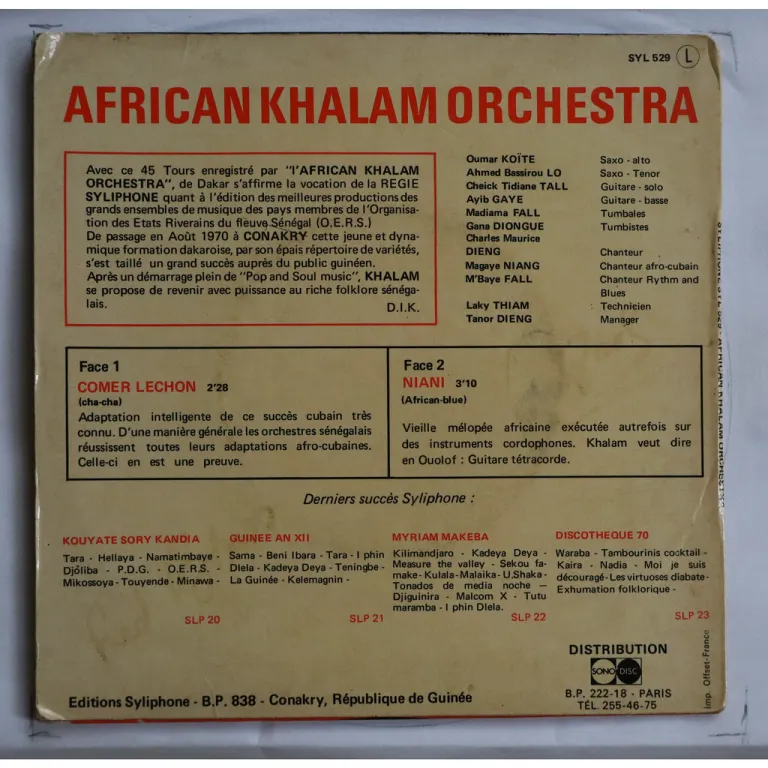 SYL 529 L
AFRICAN KHALAM ORCHESTRA
Avec ce 45 Tours enregistré par "l'AFRICAN KHALAM
ORCHESTRA", de Dakar s'affirme la vocation de la REGIE
SYLIPHONE quant à l'édition des meilleures productions des
grands ensembles de musique des pays membres de l'Organisa-
tion des Etats Riverains du fleuve Sénégal (O.E.R.S.)
De passage en Août 1970 à CONAKRY cette jeune et dyna-
mique formation dakaroise, par son épais répertoire de variétés,
s'est taillé un grand succès auprès du public guinéen.
Après un démarrage plein de "Pop and Soul music", KHALAM
se propose de revenir avec puissance au riche folklore sénéga-
lais.
D.I.K.
Oumar KOÏTE Saxo - alto
Ahmed Bassirou LO Saxo - Tenor
Cheick Tidiane TALL Guitare - solo
Ayib GAYE Guitare - basse
Madiama FALL Tumbales
Gana DIONGUE Tumbistes
Charles Maurice
DIENG Chanteur
Magaye NIANG Chanteur afro-cubain
M'Baye FALL Chanteur Rythm and
Blues
Laky THIAM Technicien
Tanor DIENG Manager
Face 1
COMER LECHON 2'28
(cha-cha)
Adaptation intelligente de ce succès cubain très
connu. D'une manière générale les orchestres sénégalais
réussissent toutes leurs adaptations afro-cubaines.
Celle-ci en est une preuve.
Face 2
NIANI 3'10
(African-blue)
Vieille mélopée africaine exécutée autrefois sur
des instruments cordophones. Khalam veut dire
en Ouolof : Guitare tétracorde.
Derniers succès Syliphone :
KOUYATE SORY KANDIA
Tara - Hellaya - Namatimbaye -
Djóliba - P.D.G. - O.E.R.S. -
Mikossoya - Touyende - Minawa -
SLP 20
GUINEE AN XII
Sama - Beni Ibara - Tara - I phin
Dlela - Kadeya Deya - Teningbe -
La Guinée - Kelemagnin -
SLP 21
MYRIAM MAKEBA
Kilimandjaro - Kadeya Deya -
Measure the valley - Sekou fa-
make - Kulala - Malaika - U.Shaka -
Tonados de media noche —
Djiguinira - Malcom X - Tutu
maramba - I phin Dlela.
SLP 22
DISCOTHEQUE 70
Waraba - Tambourinis cocktail -
Kaira - Nadia - Moi je suis
découragé - Les virtuoses diabate -
Exhumation folklorique -
SLP 23
DISTRIBUTION
SONO DISC
B.P. 222-18 - PARIS
TÉL. 255-46-75
Editions Syliphone - B.P. 838 - Conakry, République de Guinée
Imp. Offset-France